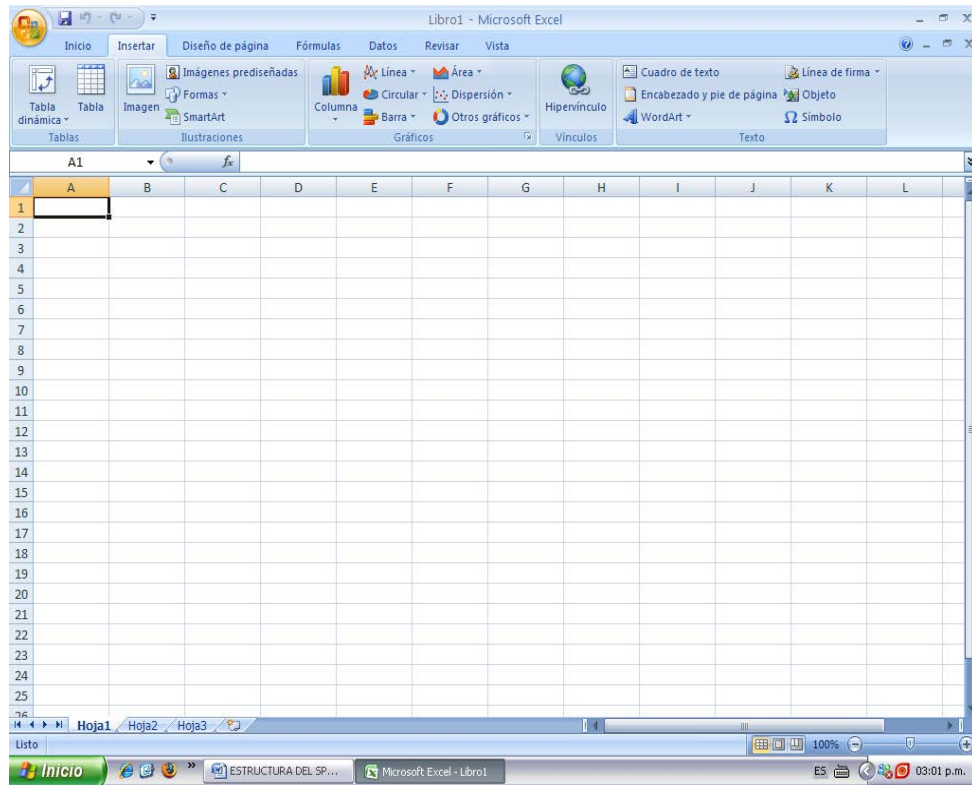 Libro1 - Microsoft Excel
Inicio Insertar Diseño de página Fórmulas Datos Revisar Vista
Imágenes prediseñadas Línea Área Cuadro de texto Línea de firma
Formas Circular Dispersión Encabezado y pie de página Objeto
Tabla dinámica Tabla Imagen SmartArt Columna Barra Otros gráficos Hipervínculo WordArt Símbolo
Tablas Ilustraciones Gráficos Vínculos Texto
A1 fx
A B C D E F G H I J K L
1
2
3
4
5
6
7
8
9
10
11
12
13
14
15
16
17
18
19
20
21
22
23
24
25
26
Hoja1 Hoja2 Hoja3
Listo 100%
Inicio » ESTRUCTURA DEL SP... Microsoft Excel - Libro1 ES 03:01 p.m.